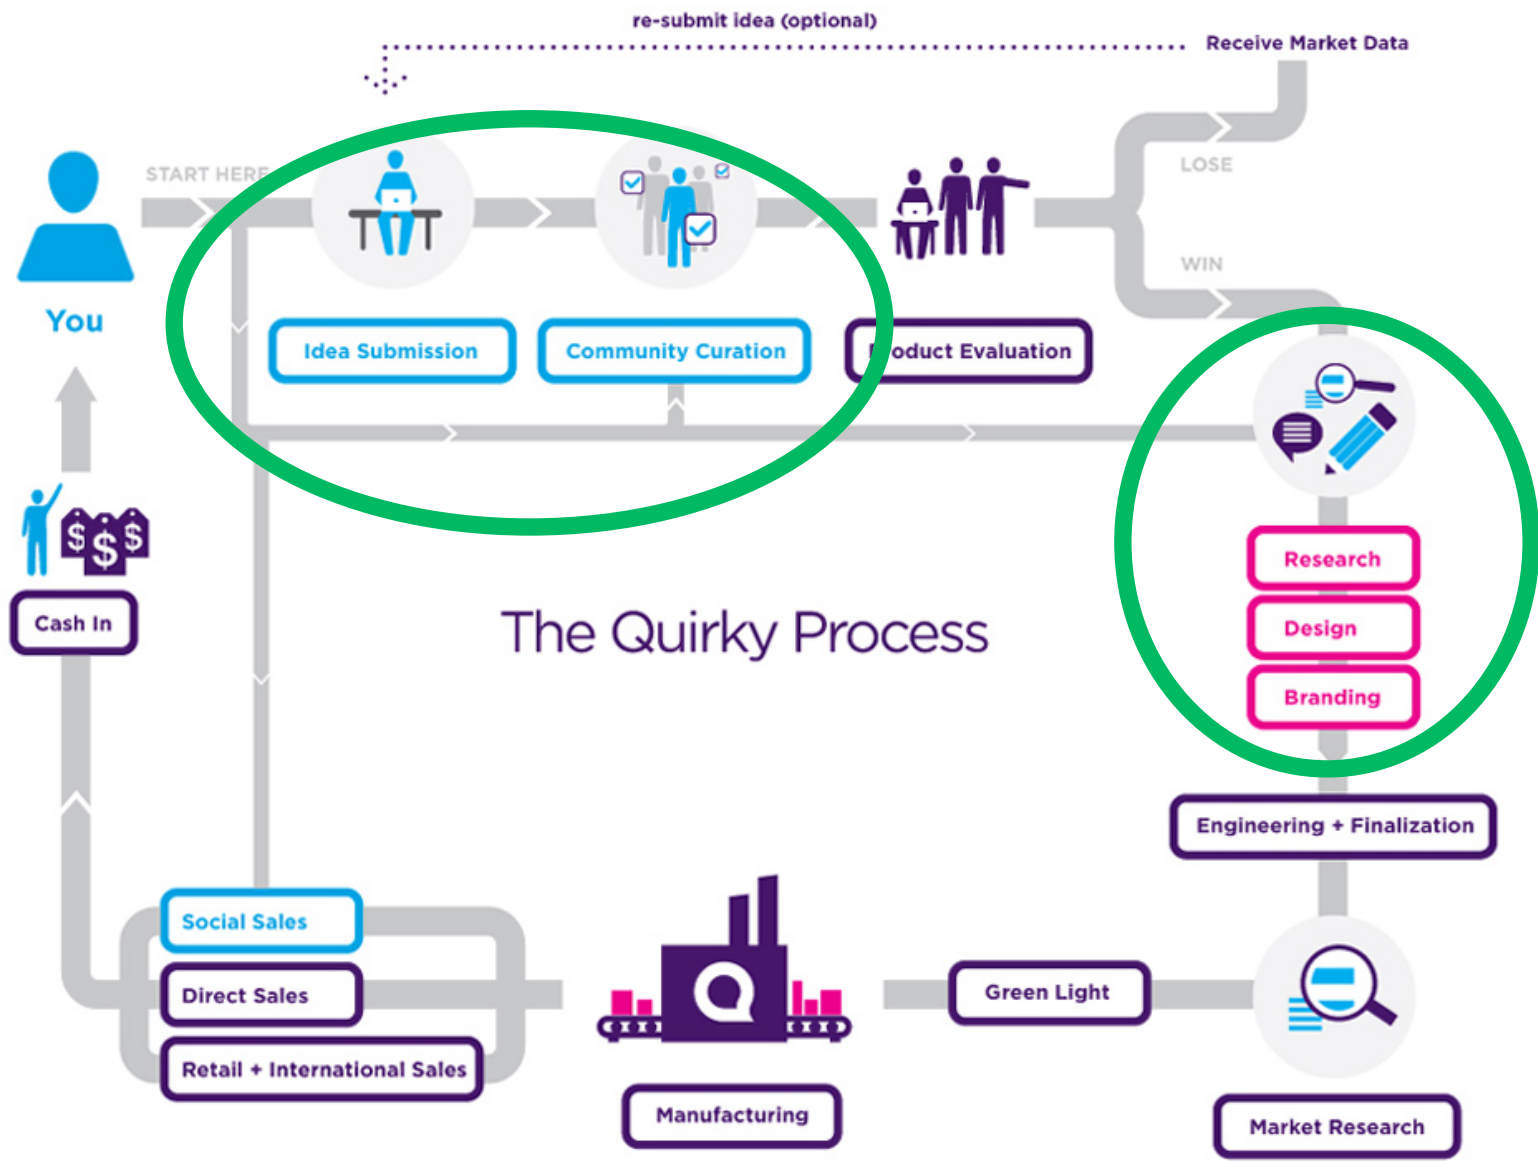 re-submit idea (optional)
Receive Market Data
START HERE
LOSE
WIN
You
Idea Submission
Community Curation
Product Evaluation
$ $ $
Cash In
The Quirky Process
Research
Design
Branding
Engineering + Finalization
Social Sales
Direct Sales
Retail + International Sales
Green Light
Manufacturing
Market Research